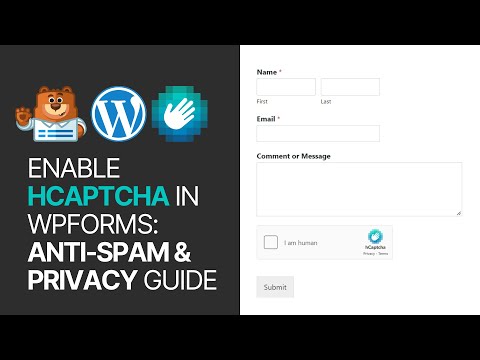 ENABLE
HCAPTCHA IN
WPFORMS:
ANTI-SPAM &
PRIVACY GUIDE
Name *
First Last
Email *
Comment or Message
I am human
hCaptcha
Privacy - Terms
Submit